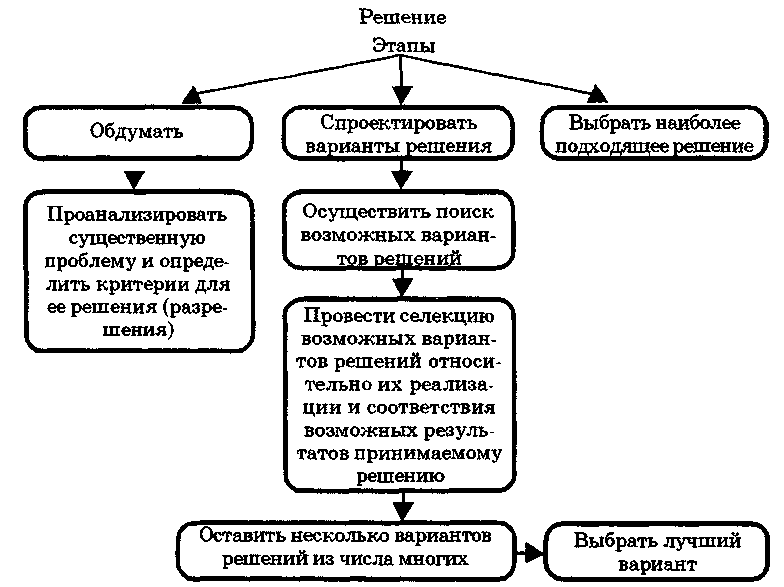 Решение
Этапы
Обдумать
Спроектировать
варианты решения
Выбрать наиболее
подходящее решение
Проанализировать
существенную
проблему и опреде-
лить критерии для
ее решения (разре-
шения)
Осуществить поиск
возможных вариан-
тов решений
Провести селекцию
возможных вариан-
тов решений относи-
тельно их реализа-
ции и соответствия
возможных резуль-
татов принимаемому
решению
Оставить несколько вариантов
решений из числа многих
Выбрать лучший
вариант